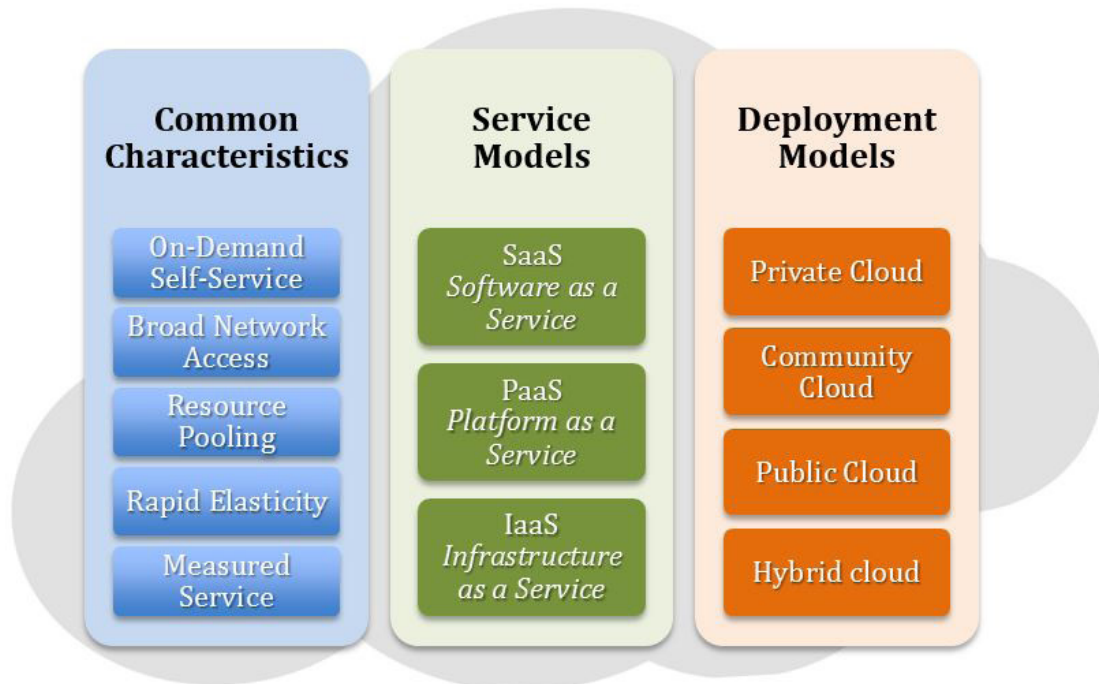 Common
Characteristics
On-Demand
Self-Service
Broad Network
Access
Resource
Pooling
Rapid Elasticity
Measured
Service
Service
Models
SaaS
Software as a
Service
PaaS
Platform as a
Service
IaaS
Infrastructure
as a Service
Deployment
Models
Private Cloud
Community
Cloud
Public Cloud
Hybrid cloud